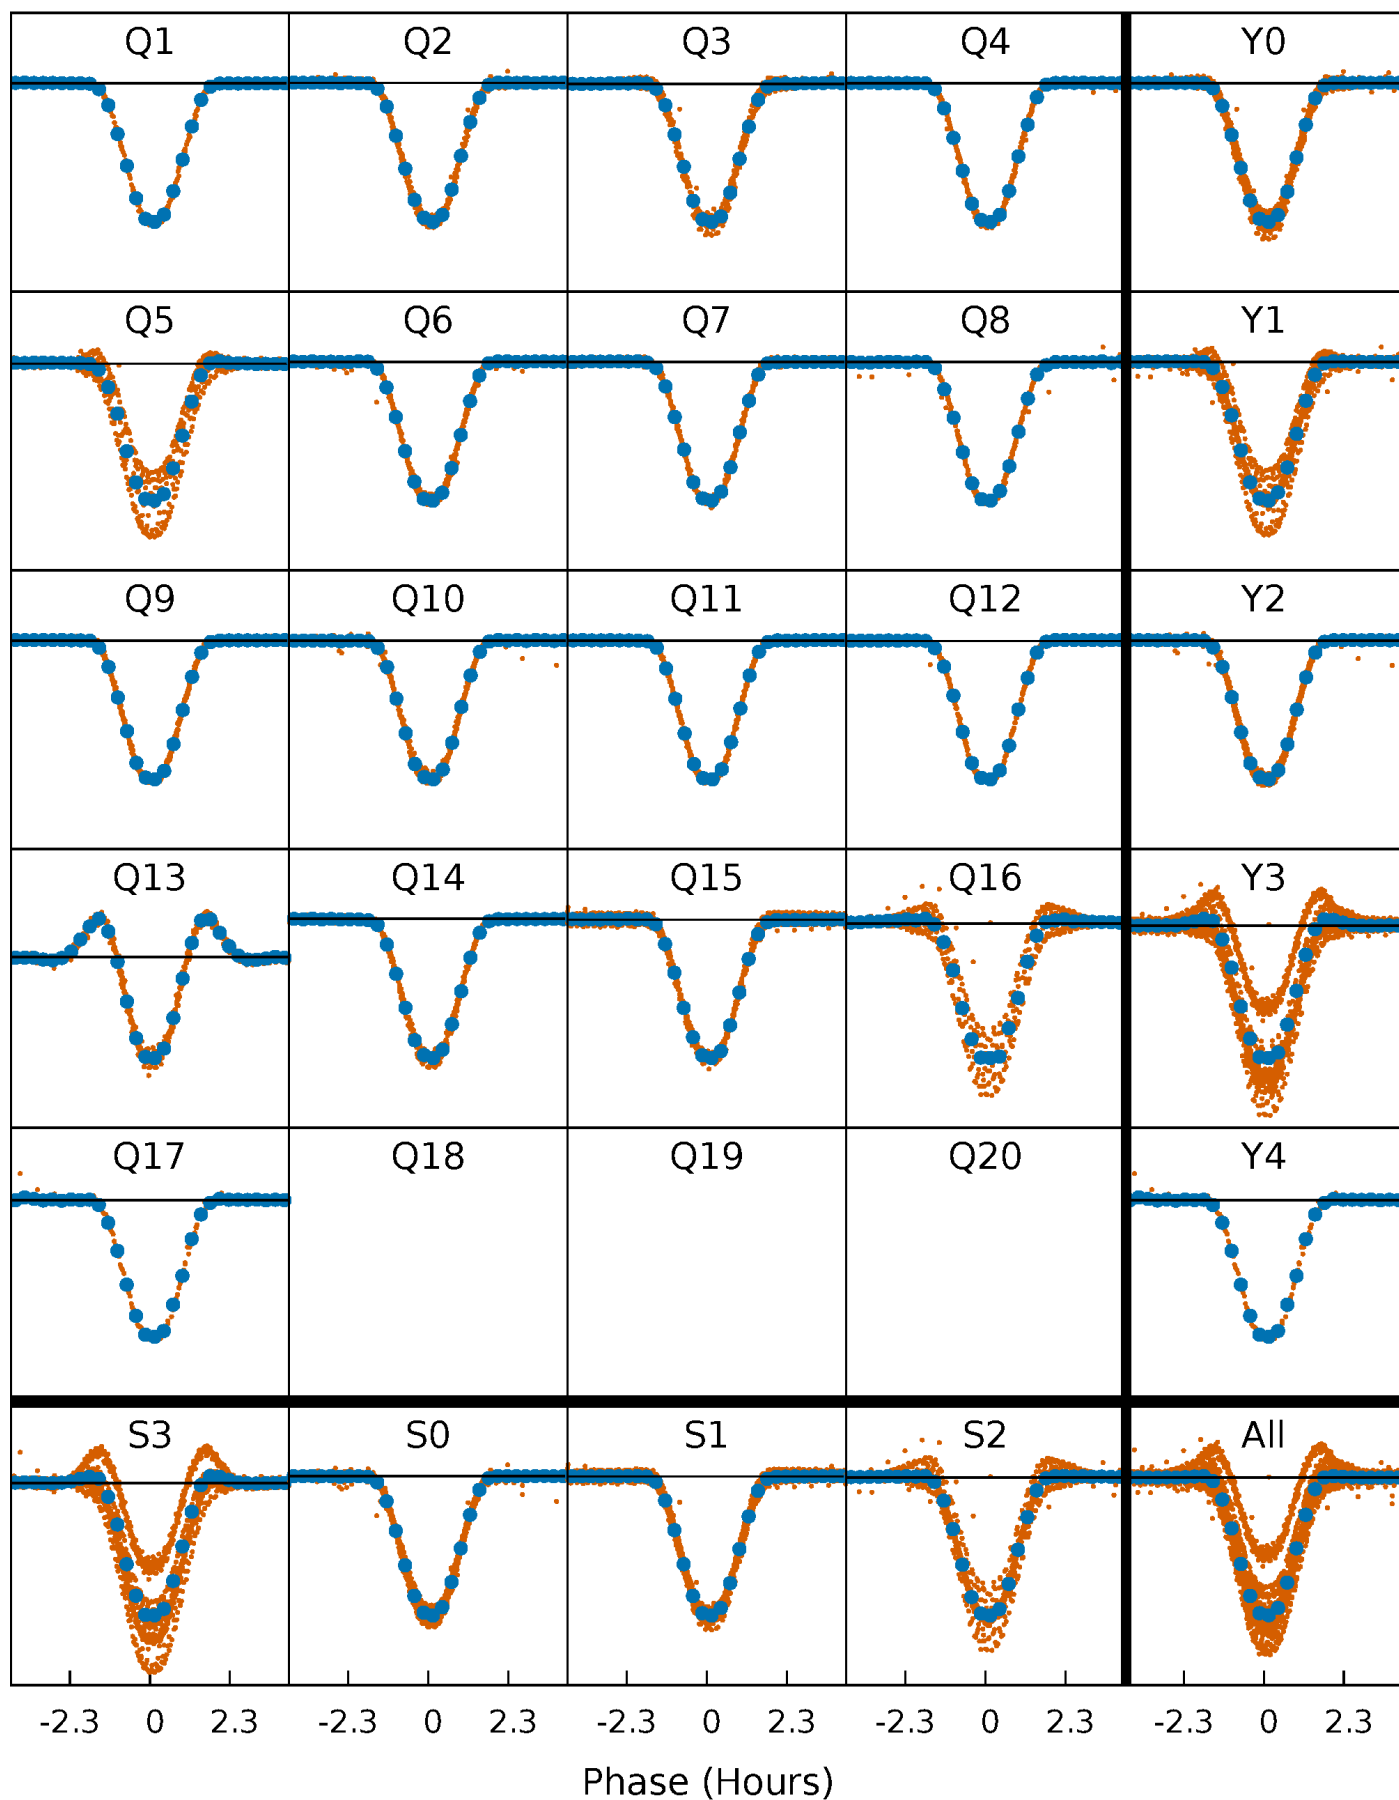 Q1 Q2 Q3 Q4 Y0
Q5 Q6 Q7 Q8 Y1
Q9 Q10 Q11 Q12 Y2
Q13 Q14 Q15 Q16 Y3
Q17 Q18 Q19 Q20 Y4
S3 S0 S1 S2 All
-2.3 0 2.3 -2.3 0 2.3 -2.3 0 2.3 -2.3 0 2.3 -2.3 0 2.3
Phase (Hours)